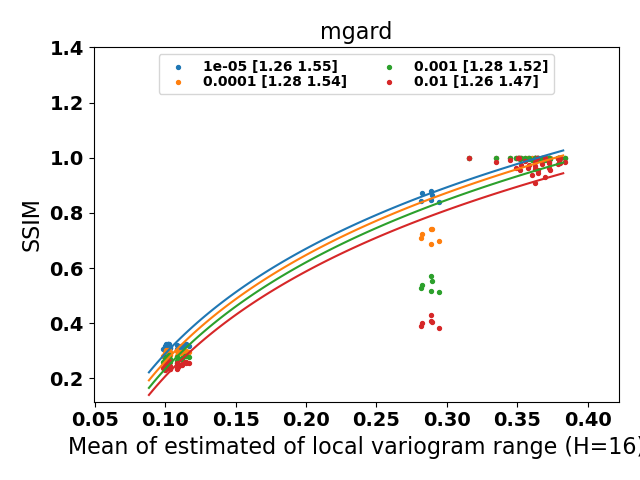 mgard
1e-05 [1.26 1.55]
0.0001 [1.28 1.54]
0.001 [1.28 1.52]
0.01 [1.26 1.47]
SSIM
1.4
1.2
1.0
0.8
0.6
0.4
0.2
0.05 0.10 0.15 0.20 0.25 0.30 0.35 0.40
Mean of estimated of local variogram range (H=16)